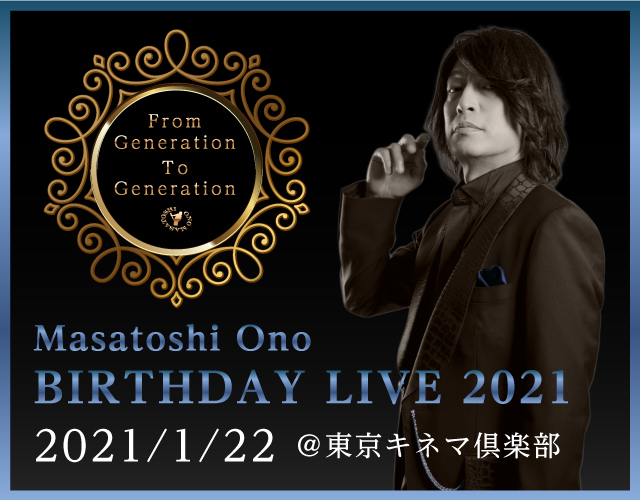 From
Generation
To
Generation
Masatoshi Ono
BIRTHDAY LIVE 2021
2021/1/22 @東京キネマ倶楽部